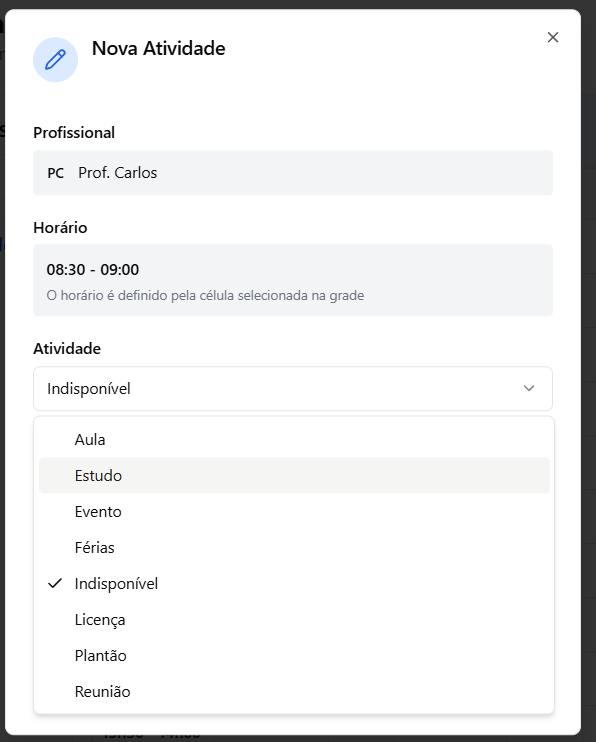 Nova Atividade
Profissional
PC Prof. Carlos
Horário
08:30 - 09:00
O horário é definido pela célula selecionada na grade
Atividade
Indisponível
Aula
Estudo
Evento
Férias
Indisponível
Licença
Plantão
Reunião